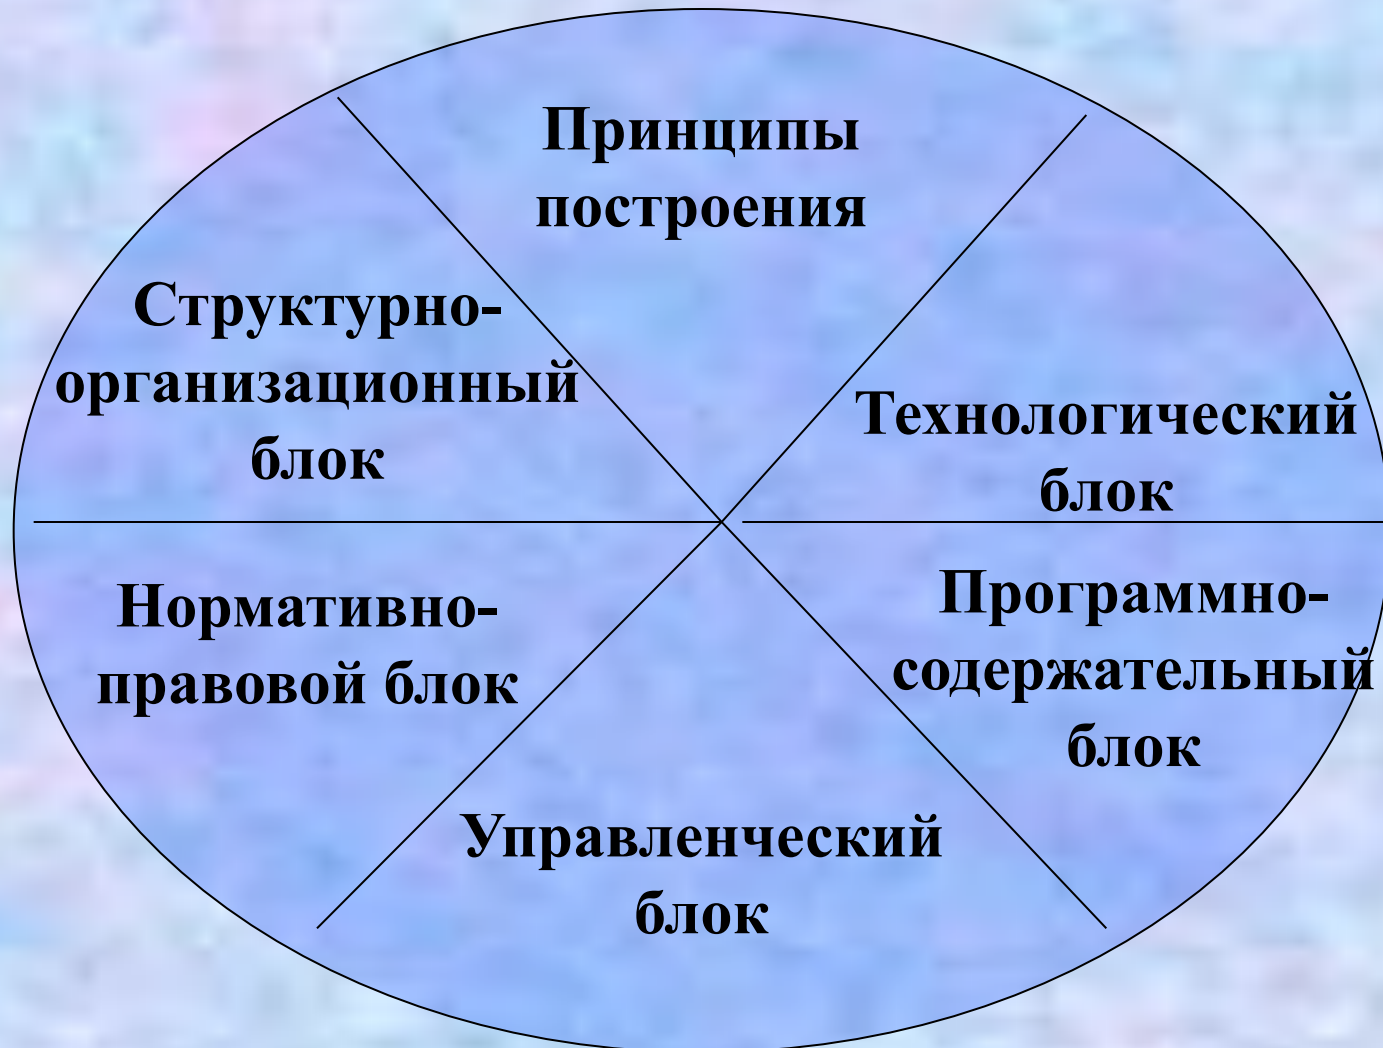 Принципы
построения
Структурно-
организационный
блок
Технологический
блок
Нормативно-
правовой блок
Программно-
содержательный
блок
Управленческий
блок